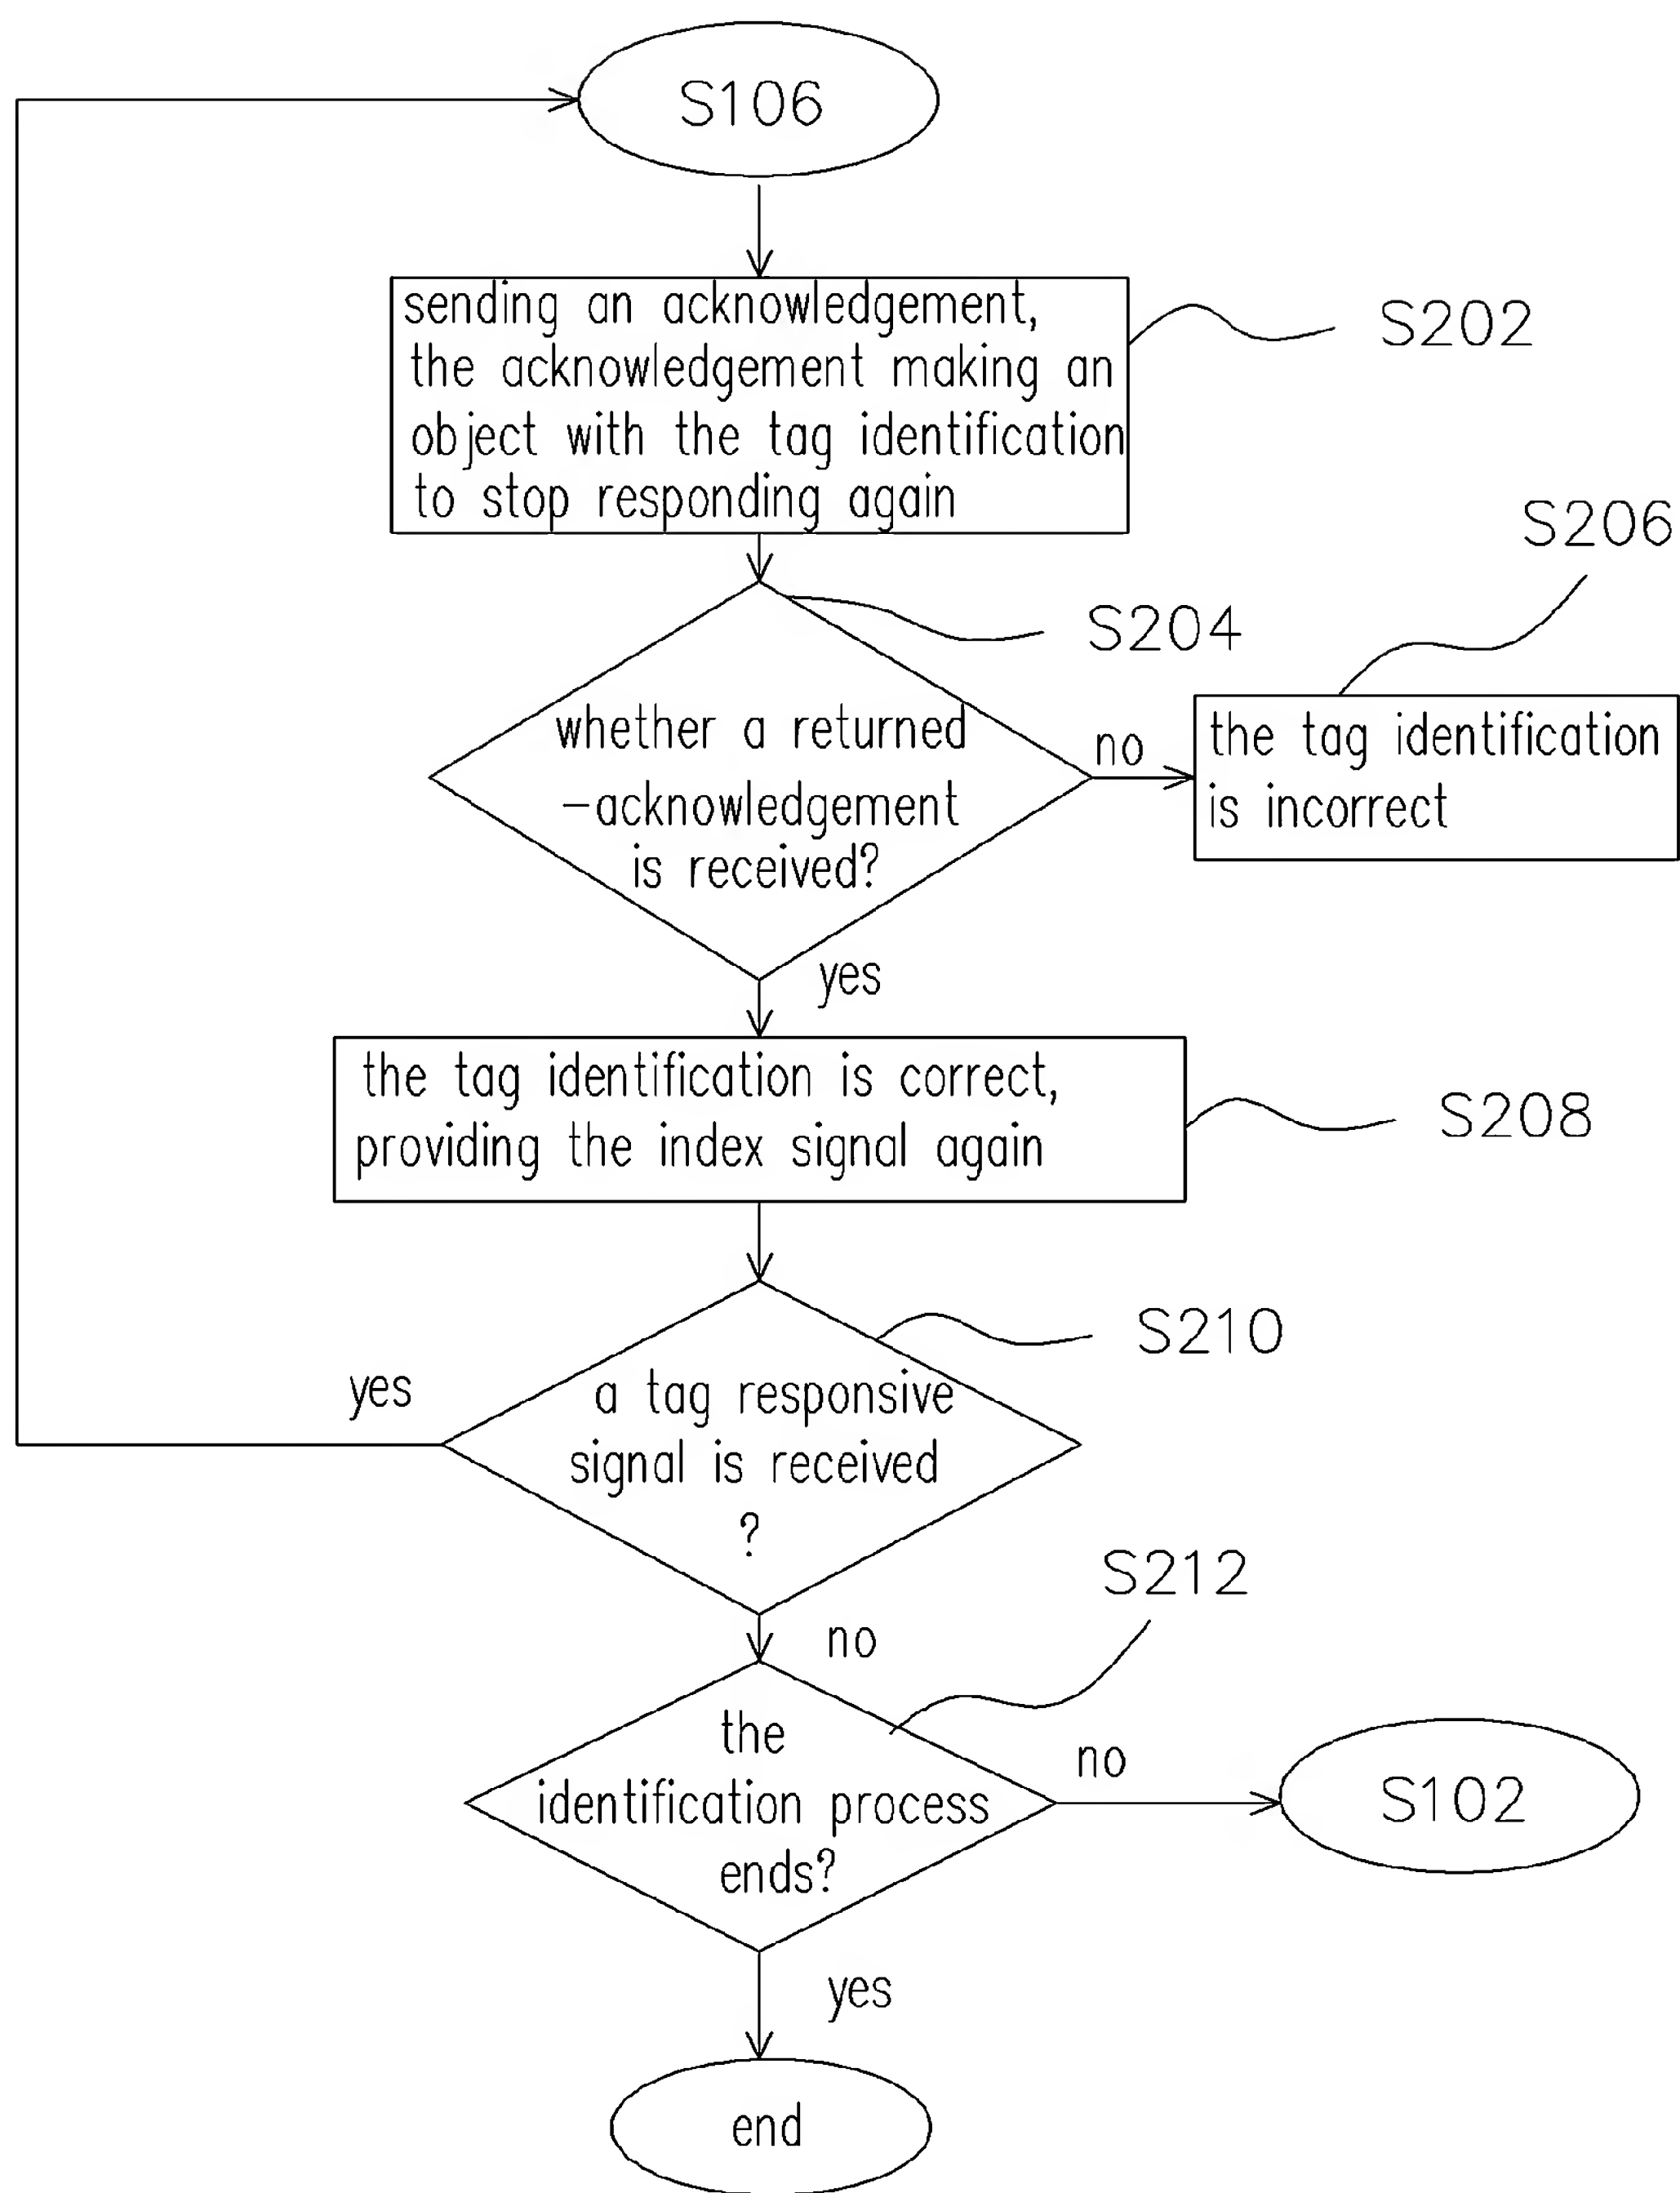 S106
sending an acknowledgement,
the acknowledgement making an
object with the tag identification
to stop responding again
S202
S204
whether a returned
-acknowledgement
is received?
no
S206
the tag identification
is incorrect
yes
the tag identification is correct,
providing the index signal again
S208
S210
yes
a tag responsive
signal is received
?
no
S212
the
identification process
ends?
no
S102
yes
end